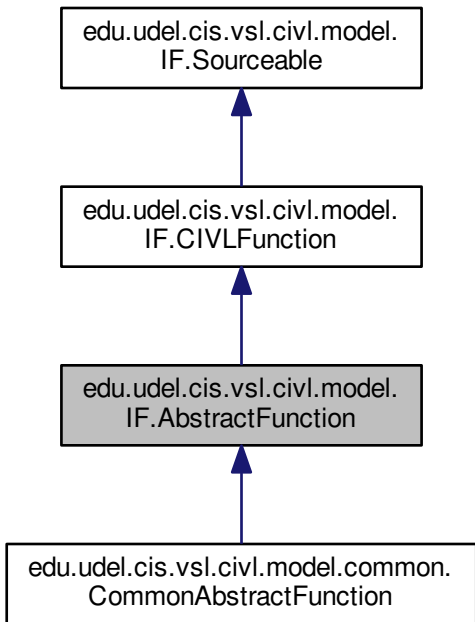 edu.udel.cis.vsl.civl.model.
IF.Sourceable
edu.udel.cis.vsl.civl.model.
IF.CIVLFunction
edu.udel.cis.vsl.civl.model.
IF.AbstractFunction
edu.udel.cis.vsl.civl.model.common.
CommonAbstractFunction